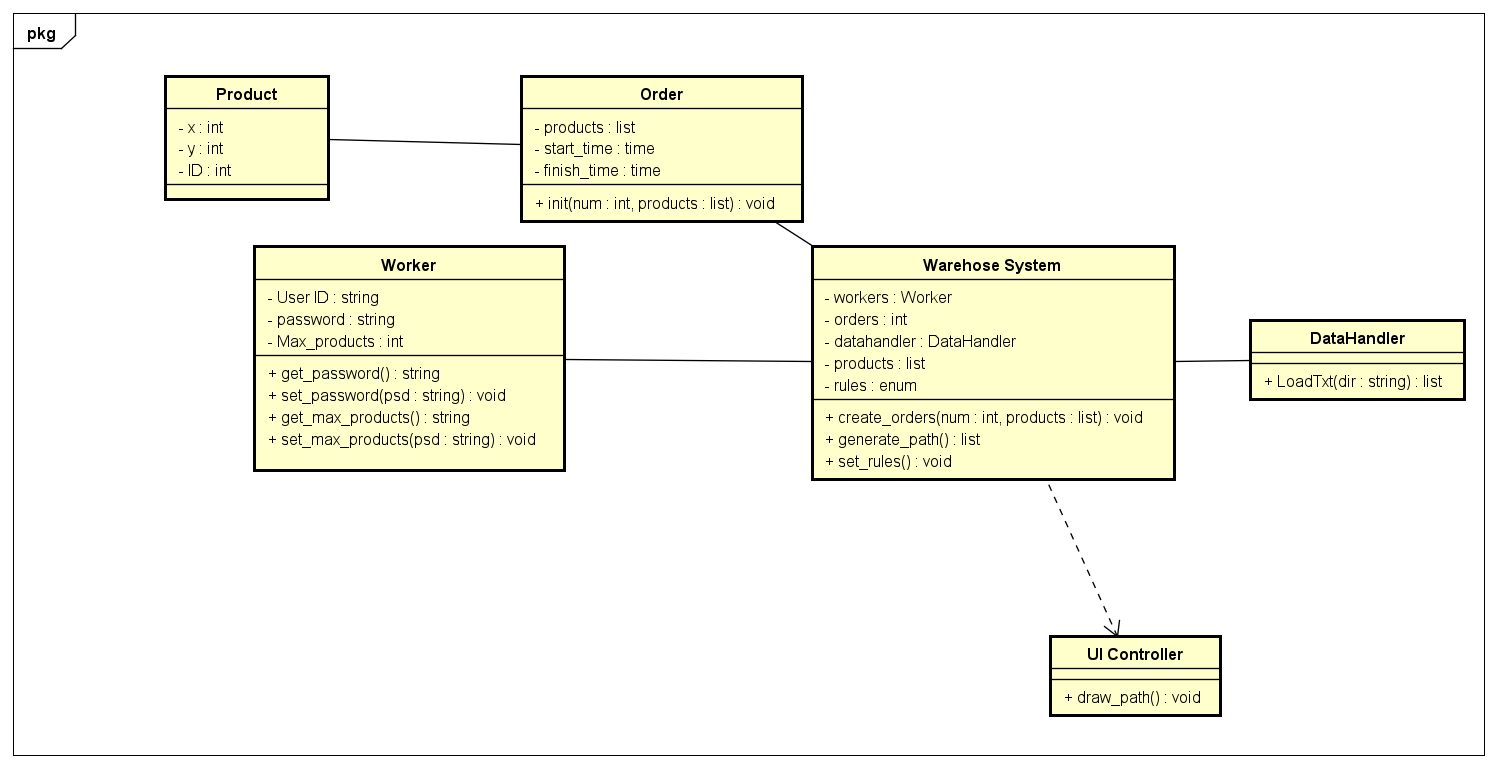 pkg
Product
- x : int
- y : int
- ID : int
Order
- products : list
- start_time : time
- finish_time : time
+ init(num : int, products : list) : void
Worker
- User ID : string
- password : string
- Max_products : int
+ get_password() : string
+ set_password(psd : string) : void
+ get_max_products() : string
+ set_max_products(psd : string) : void
Warehose System
- workers : Worker
- orders : int
- datahandler : DataHandler
- products : list
- rules : enum
+ create_orders(num : int, products : list) : void
+ generate_path() : list
+ set_rules() : void
DataHandler
+ LoadTxt(dir : string) : list
UI Controller
+ draw_path() : void